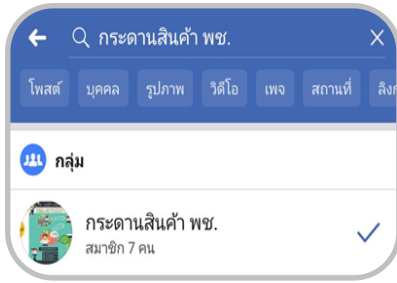 กระดานสินค้า พช.
โพสต์ บุคคล รูปภาพ วิดีโอ เพจ สถานที่
กลุ่ม
กระดานสินค้า พช.
สมาชิก 7 คน